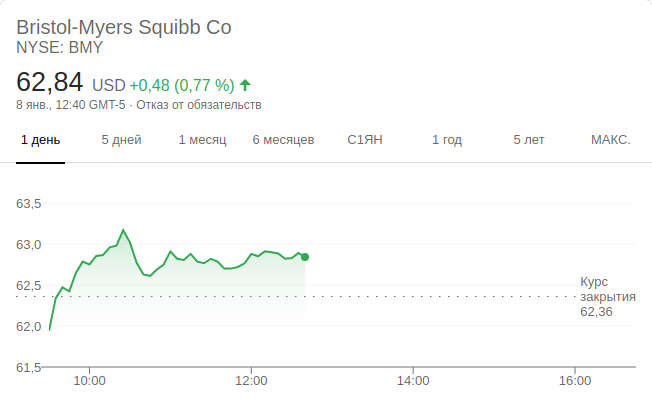 Bristol-Myers Squibb Co
NYSE: BMY
62,84 USD +0,48 (0,77 %)
8 янв., 12:40 GMT-5 · Отказ от обязательств
1 день 5 дней 1 месяц 6 месяцев С1ЯН 1 год 5 лет МАКС.
63,5
63,0
62,5
Курс
закрытия
62,36
62,0
61,5
10:00 12:00 14:00 16:00